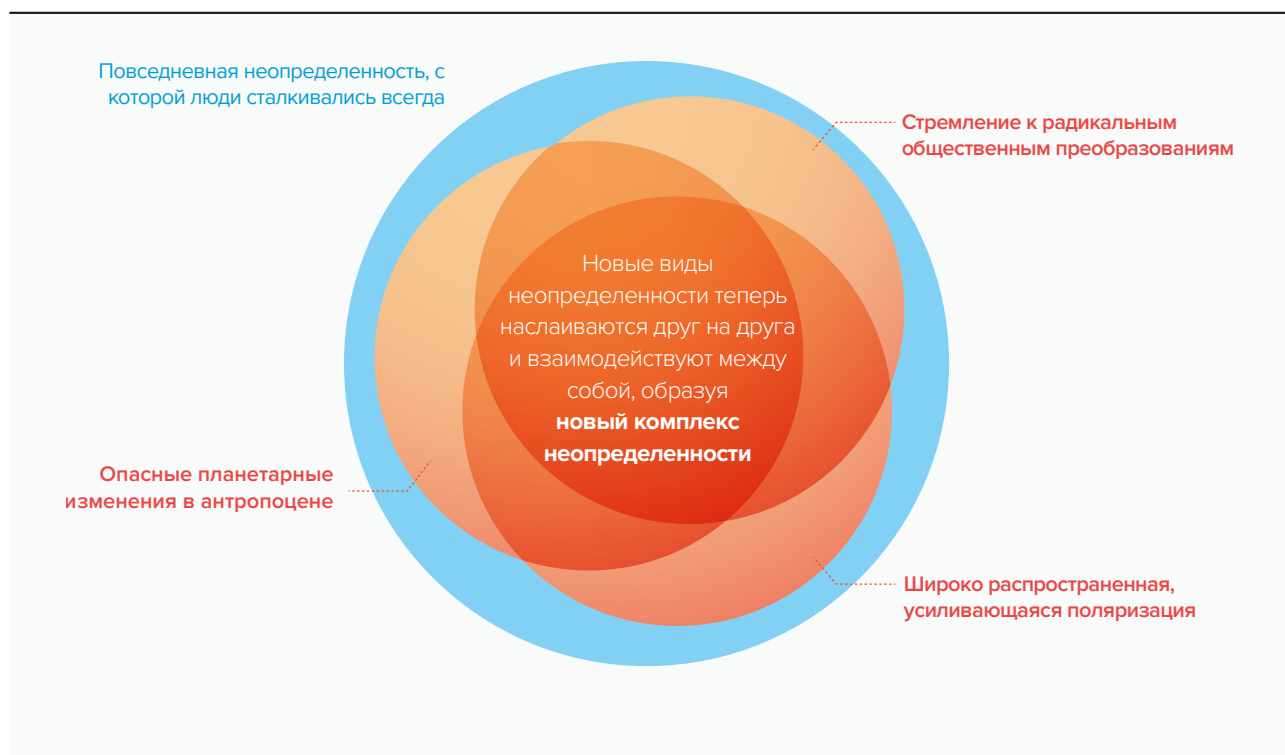 Повседневная неопределенность, с
которой люди сталкивались всегда
Стремление к радикальным
общественным преобразованиям
Новые виды
неопределенности теперь
наслаиваются друг на друга
и взаимодействуют между
собой, образуя
новый комплекс
неопределенности
Опасные планетарные
изменения в антропоцене
Широко распространенная,
усиливающаяся поляризация